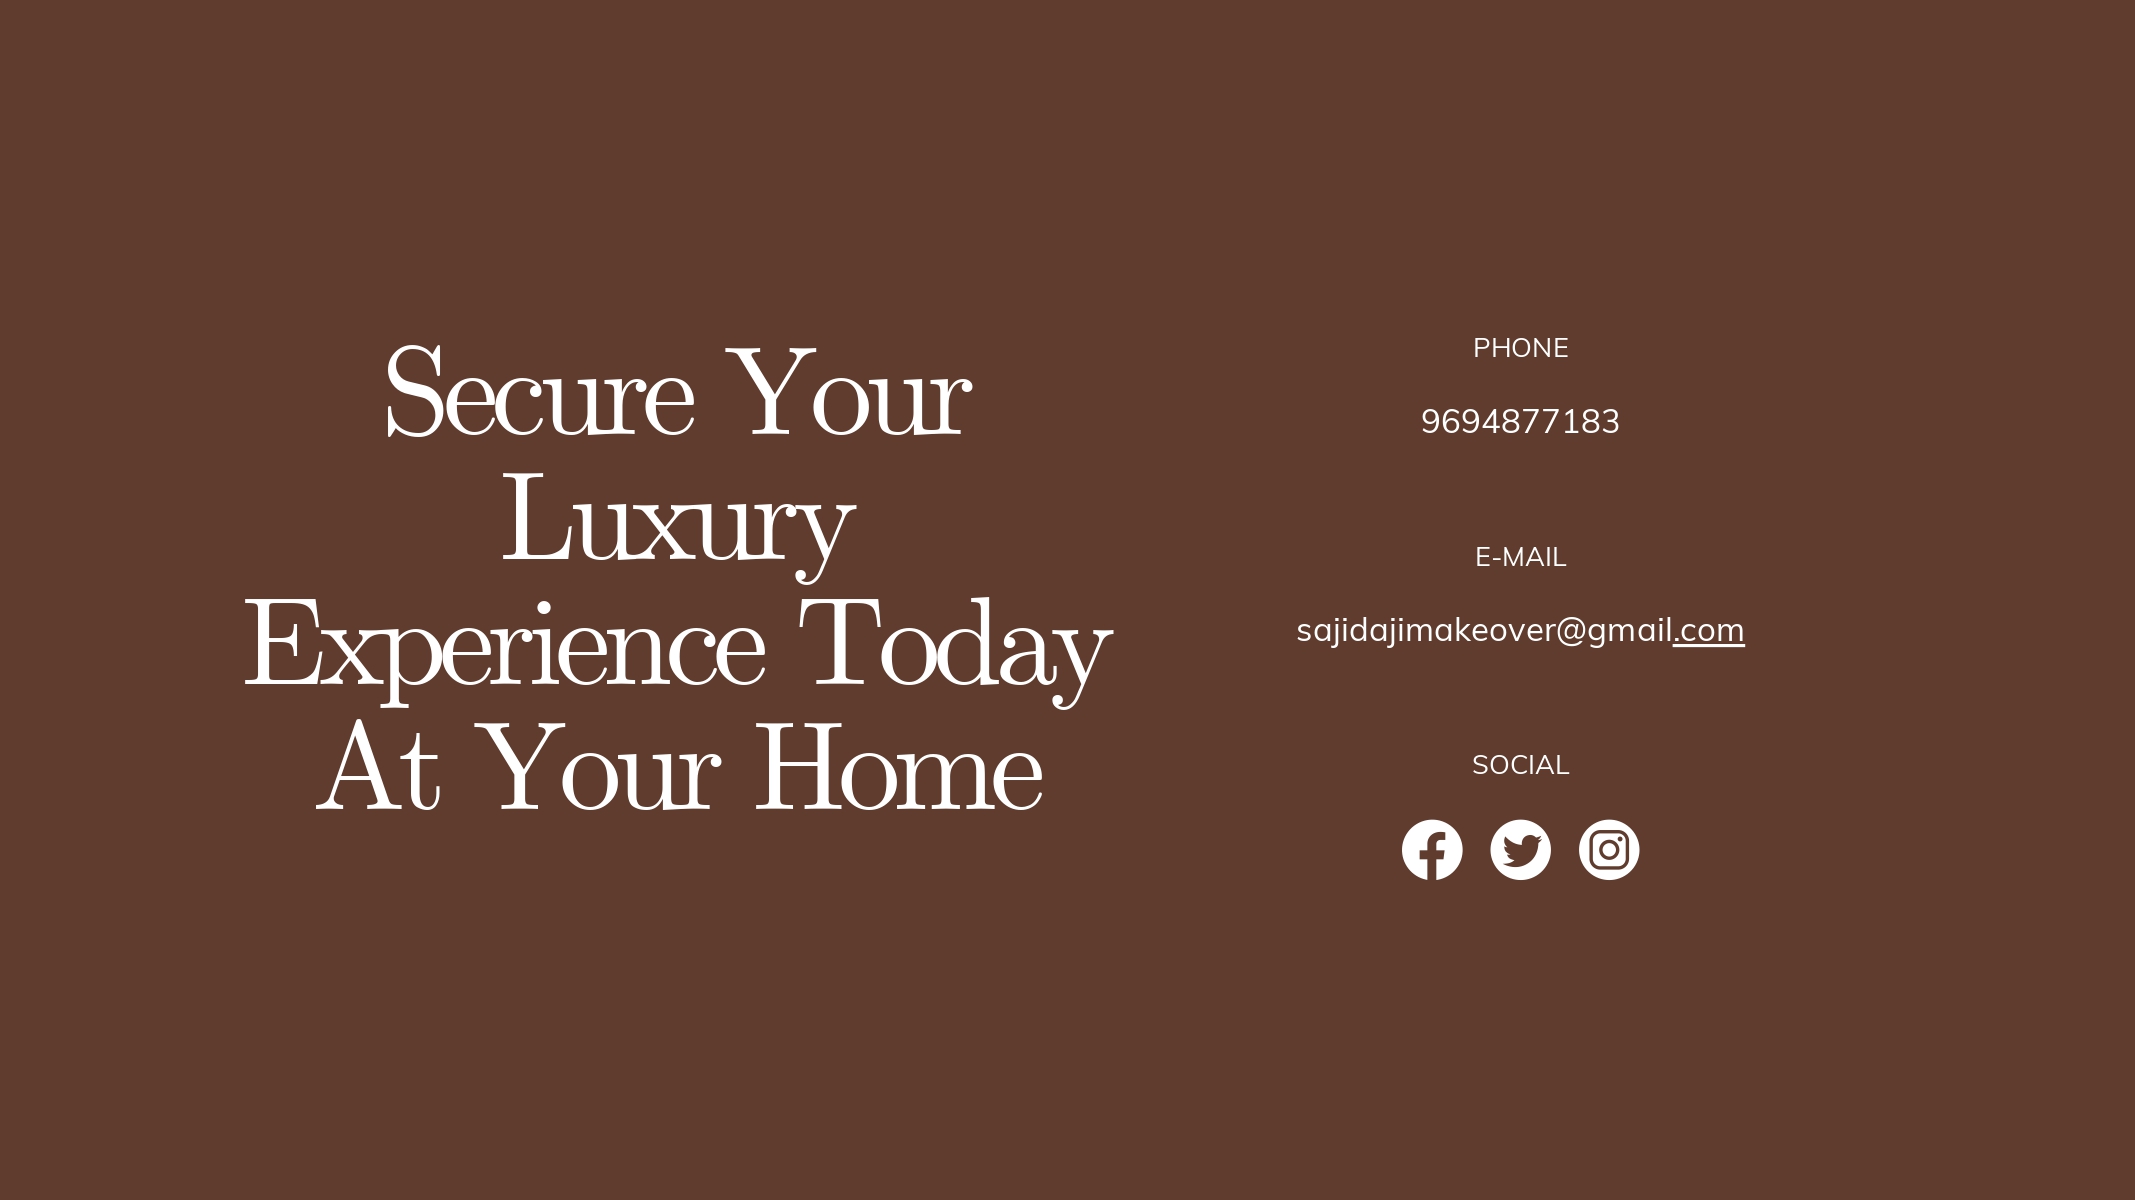 Secure Your
Luxury
Experience Today
At Your Home
PHONE
9694877183
E-MAIL
sajidajimakeover@gmail.com
SOCIAL